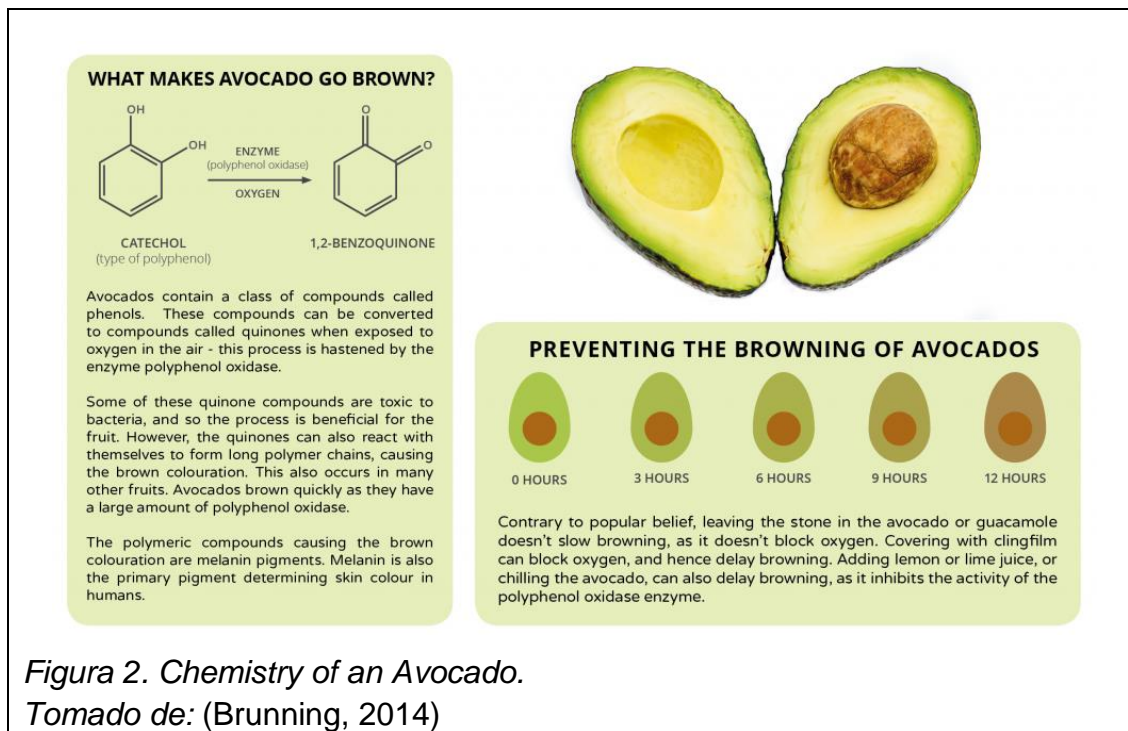 WHAT MAKES AVOCADO GO BROWN?
OH
OH
O
O
ENZYME
(polyphenol oxidase)
OXYGEN
CATECHOL
(type of polyphenol)
1,2-BENZOQUINONE
Avocados contain a class of compounds called
phenols. These compounds can be converted
to compounds called quinones when exposed to
oxygen in the air - this process is hastened by the
enzyme polyphenol oxidase.
Some of these quinone compounds are toxic to
bacteria, and so the process is beneficial for the
fruit. However, the quinones can also react with
themselves to form long polymer chains, causing
the brown colouration. This also occurs in many
other fruits. Avocados brown quickly as they have
a large amount of polyphenol oxidase.
The polymeric compounds causing the brown
colouration are melanin pigments. Melanin is also
the primary pigment determining skin colour in
humans.
PREVENTING THE BROWNING OF AVOCADOS
0 HOURS 3 HOURS 6 HOURS 9 HOURS 12 HOURS
Contrary to popular belief, leaving the stone in the avocado or guacamole
doesn't slow browning, as it doesn't block oxygen. Covering with clingfilm
can block oxygen, and hence delay browning. Adding lemon or lime juice, or
chilling the avocado, can also delay browning, as it inhibits the activity of the
polyphenol oxidase enzyme.
Figura 2. Chemistry of an Avocado.
Tomado de: (Brunning, 2014)